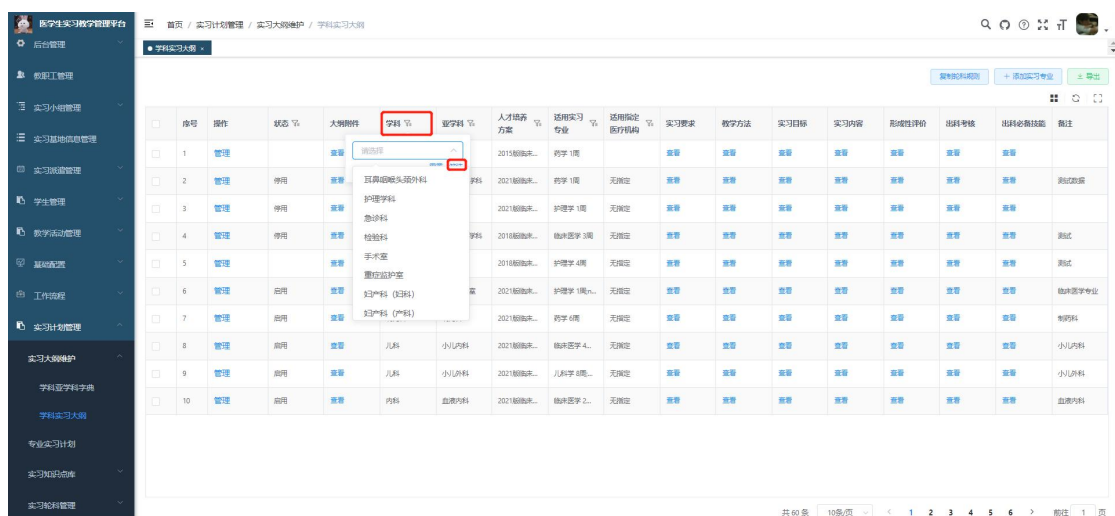 医学生实习教学管理平台
首页 / 实习计划管理 / 实习大纲维护 / 学科实习大纲
后台管理
学科实习大纲 ×
教职工管理
复制轮科规则 + 添加实习专业 导出
实习小组管理
序号 操作 状态 大纲附件 学科 亚学科 人才培养方案 适用实习专业 适用指定医疗机构 实习要求 教学方法 实习目标 实习内容 形成性评价 出科考核 出科必备技能 备注
实习基地信息管理
1 管理 查看 2015版临床... 药学 1周 查看 查看 查看 查看 查看 查看 查看
请选择
实习派遣管理
2 管理 停用 查看 学科 2021版临床... 药学 1周 无指定 查看 查看 查看 查看 查看 查看 查看 测试数据
耳鼻咽喉头颈外科
学生管理
3 管理 停用 查看 2021版临床... 护理学 1周 无指定 查看 查看 查看 查看 查看 查看 查看
护理学科
急诊科
教学活动管理
4 管理 停用 查看 学科 2018版临床... 临床医学 3周 无指定 查看 查看 查看 查看 查看 查看 查看 测试
检验科
手术室
基础配置
5 管理 查看 2018版临床... 护理学 4周 无指定 查看 查看 查看 查看 查看 查看 查看 测试
重症监护室
工作流程
6 管理 启用 查看 室 2021版临床... 护理学 1周n... 无指定 查看 查看 查看 查看 查看 查看 查看 临床医学专业
妇产科（妇科）
妇产科（产科）
实习计划管理
7 管理 启用 查看 2021版临床... 药学 6周 无指定 查看 查看 查看 查看 查看 查看 查看 制药科
实习大纲维护
8 管理 启用 查看 儿科 小儿内科 2021版临床... 临床医学 4... 无指定 查看 查看 查看 查看 查看 查看 查看 小儿内科
学科亚学科字典
9 管理 启用 查看 儿科 小儿外科 2021版临床... 儿科学 8周... 无指定 查看 查看 查看 查看 查看 查看 查看 小儿外科
学科实习大纲
10 管理 启用 查看 内科 血液内科 2021版临床... 临床医学 2... 无指定 查看 查看 查看 查看 查看 查看 查看 血液内科
专业实习计划
实习知识点库
实习轮科管理
共 60 条 10条/页 < 1 2 3 4 5 6 > 前往 1 页